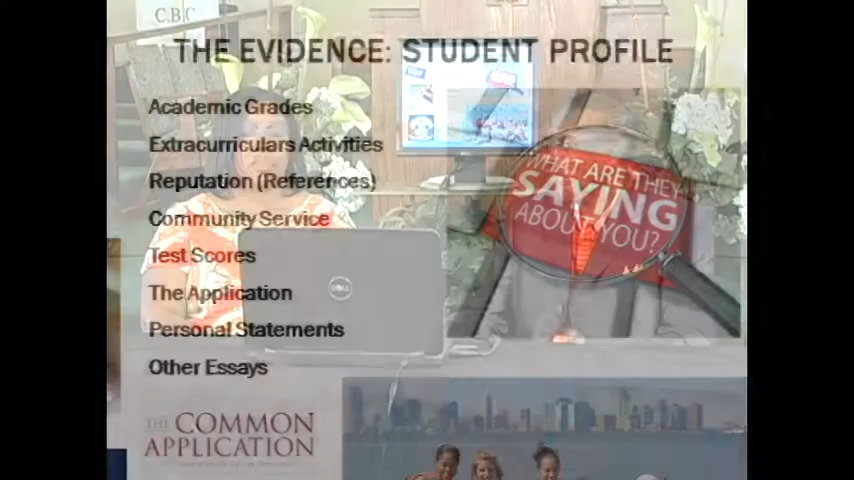 C.B.C
THE EVIDENCE: STUDENT PROFILE
Academic Grades
Extracurriculars Activities
Reputation (References)
Community Service
Test Scores
The Application
Personal Statements
Other Essays
WHAT ARE THEY
SAYING
ABOUT YOU?
DELL
THE COMMON
APPLICATION